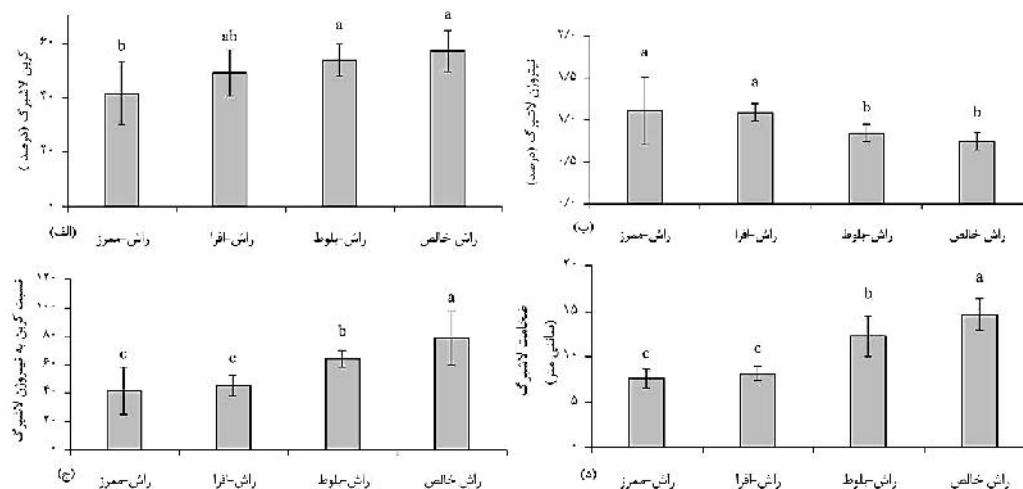 کربن لاشبرگ (درصد)
۶۰
۴۰
۲۰
۰
b ab a a
راش-ممرز راش-افرا راش-بلوط راش خالص
(الف)
نیتروژن لاشبرگ (درصد)
۲/۰
۱/۵
۱/۰
۰/۵
۰/۰
a a b b
راش-ممرز راش-افرا راش-بلوط راش خالص
(ب)
نسبت کربن به نیتروژن لاشبرگ
۱۲۰
۱۰۰
۸۰
۶۰
۴۰
۲۰
۰
c c b a
راش-ممرز راش-افرا راش-بلوط راش خالص
(ج)
ضخامت لاشبرگ
(سانتی متر)
۲۰
۱۵
۱۰
۵
۰
c c b a
راش-ممرز راش-افرا راش-بلوط راش خالص
(د)